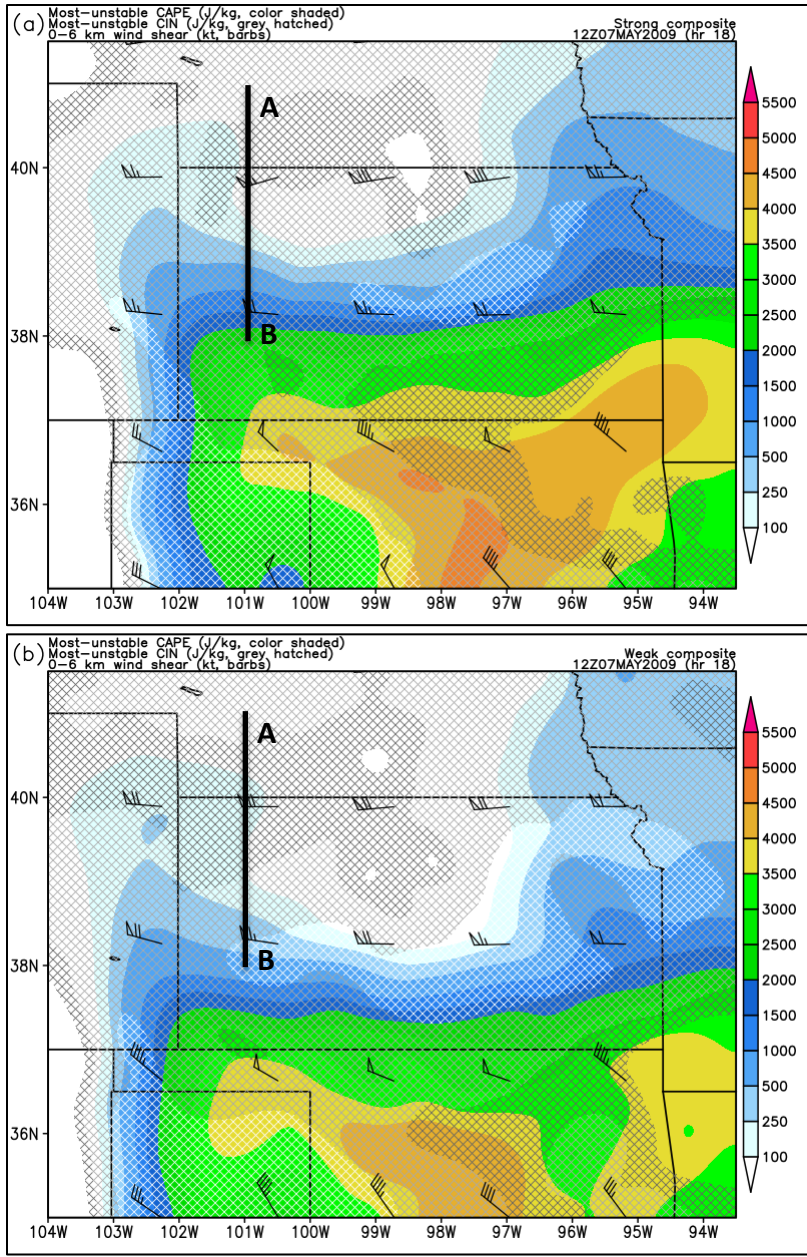 (a)
Most-unstable CAPE (J/kg, color shaded)
Most-unstable CIN (J/kg, grey hatched)
0-6 km wind shear (kt, barbs)
Strong composite
12Z07MAY2009 (hr 18)
A
B
40N
38N
36N
104W 103W 102W 101W 100W 99W 98W 97W 96W 95W 94W
5500
5000
4500
4000
3500
3000
2500
2000
1500
1000
500
250
100
(b)
Most-unstable CAPE (J/kg, color shaded)
Most-unstable CIN (J/kg, grey hatched)
0-6 km wind shear (kt, barbs)
Weak composite
12Z07MAY2009 (hr 18)
A
B
40N
38N
36N
104W 103W 102W 101W 100W 99W 98W 97W 96W 95W 94W
5500
5000
4500
4000
3500
3000
2500
2000
1500
1000
500
250
100